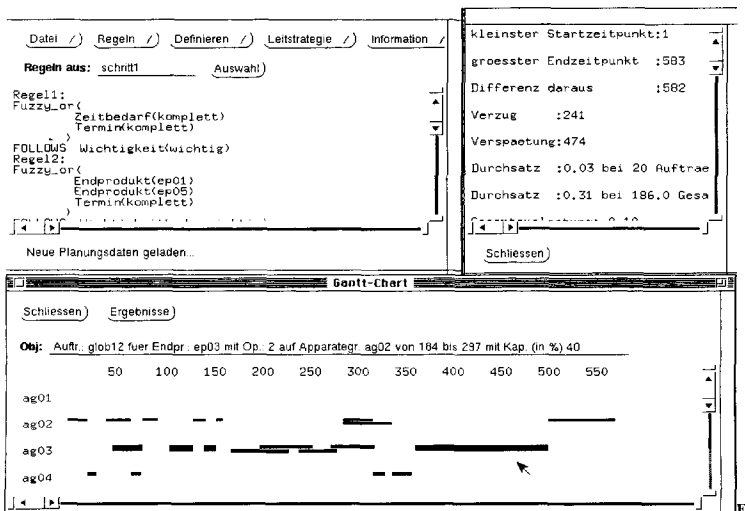 Datei
Regeln
Definieren
Leitstrategie
Information
Regeln aus: schritt1
Auswahl
Regel1:
Fuzzy_or(
Zeitbedarf(komplett)
Termin(komplett)
)
FOLLOWS Wichtigkeit(wichtig)
Regel2:
Fuzzy_or(
Endprodukt(ep01)
Endprodukt(ep05)
Termin(komplett)
)
Neue Planungsdaten geladen...
kleinster Startzeitpunkt:1
groesster Endzeitpunkt :583
Differenz daraus :582
Verzug :241
Verspaetung:474
Durchsatz :0.03 bei 20 Auftrae
Durchsatz :0.31 bei 186.0 Gesa
Schliessen
Gantt-Chart
Schliessen
Ergebnisse
Obj: Auftr.: glob12 fuer Endpr.: ep03 mit Op.: 2 auf Apparategr. ag02 von 184 bis 297 mit Kap. (in %) 40
50 100 150 200 250 300 350 400 450 500 550
ag01
ag02
ag03
ag04